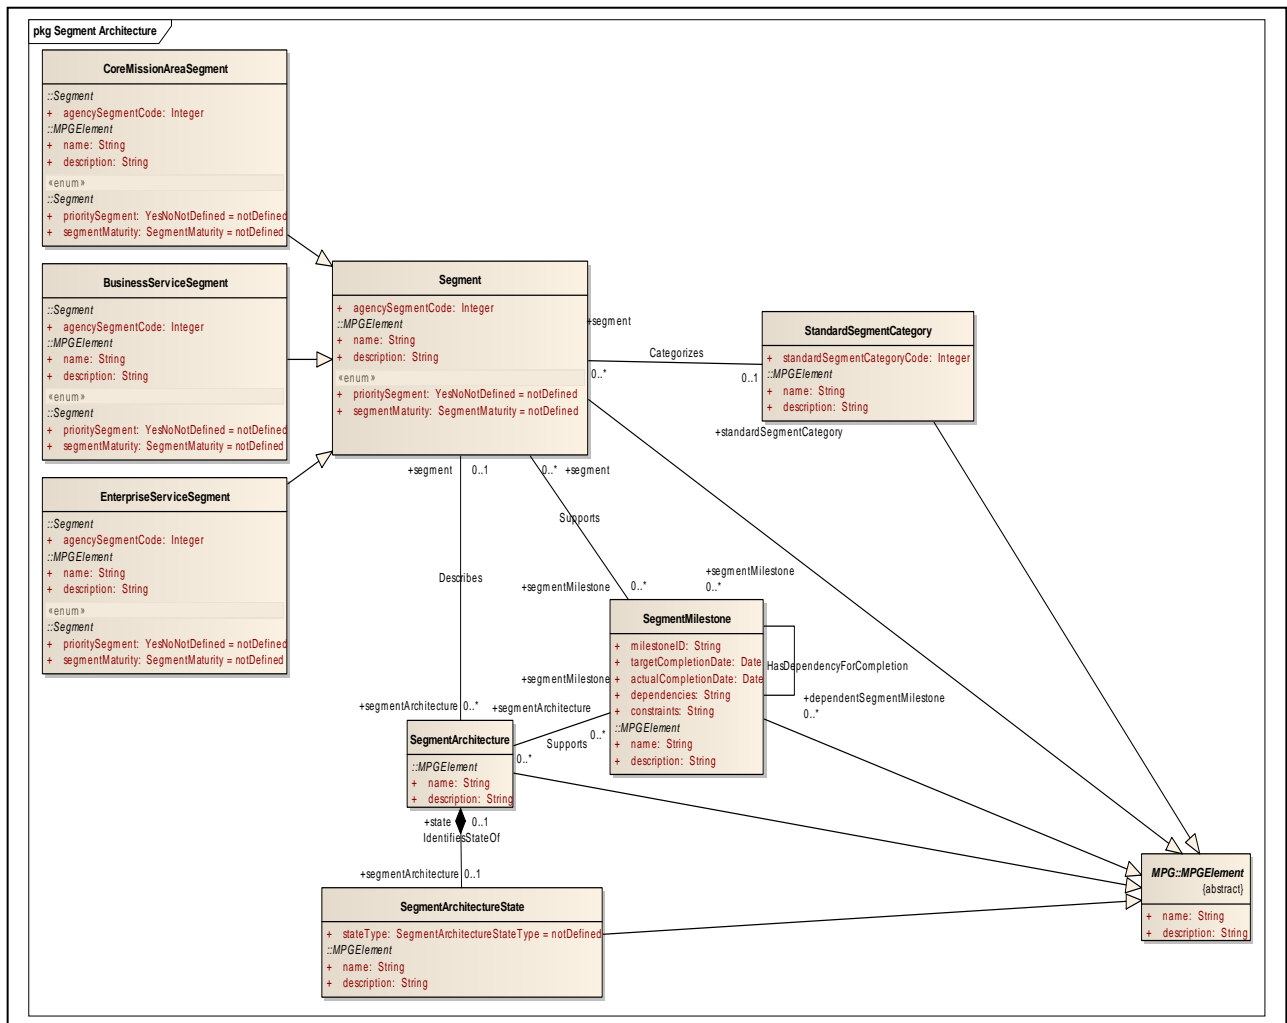 pkg Segment Architecture
CoreMissionAreaSegment
::Segment
+ agencySegmentCode: Integer
::MPGElement
+ name: String
+ description: String
«enum»
::Segment
+ prioritySegment: YesNoNotDefined = notDefined
+ segmentMaturity: SegmentMaturity = notDefined
BusinessServiceSegment
::Segment
+ agencySegmentCode: Integer
::MPGElement
+ name: String
+ description: String
«enum»
::Segment
+ prioritySegment: YesNoNotDefined = notDefined
+ segmentMaturity: SegmentMaturity = notDefined
EnterpriseServiceSegment
::Segment
+ agencySegmentCode: Integer
::MPGElement
+ name: String
+ description: String
«enum»
::Segment
+ prioritySegment: YesNoNotDefined = notDefined
+ segmentMaturity: SegmentMaturity = notDefined
Segment
+ agencySegmentCode: Integer
::MPGElement
+ name: String
+ description: String
«enum»
+ prioritySegment: YesNoNotDefined = notDefined
+ segmentMaturity: SegmentMaturity = notDefined
+segment
Categorizes
0..*
0..1
StandardSegmentCategory
+ standardSegmentCategoryCode: Integer
::MPGElement
+ name: String
+ description: String
+standardSegmentCategory
+segment
0..1
0..*
+segment
Supports
Describes
+segmentMilestone
0..*
+segmentMilestone
0..*
SegmentMilestone
+ milestoneID: String
+ targetCompletionDate: Date
+ actualCompletionDate: Date
+ dependencies: String
+ constraints: String
::MPGElement
+ name: String
+ description: String
HasDependencyForCompletion
+dependentSegmentMilestone
0..*
+segmentMilestone
+segmentArchitecture
0..*
+segmentArchitecture
0..*
Supports
0..*
SegmentArchitecture
::MPGElement
+ name: String
+ description: String
+state
0..1
IdentifiesStateOf
+segmentArchitecture
0..1
SegmentArchitectureState
+ stateType: SegmentArchitectureStateType = notDefined
::MPGElement
+ name: String
+ description: String
MPG::MPGElement
{abstract}
+ name: String
+ description: String